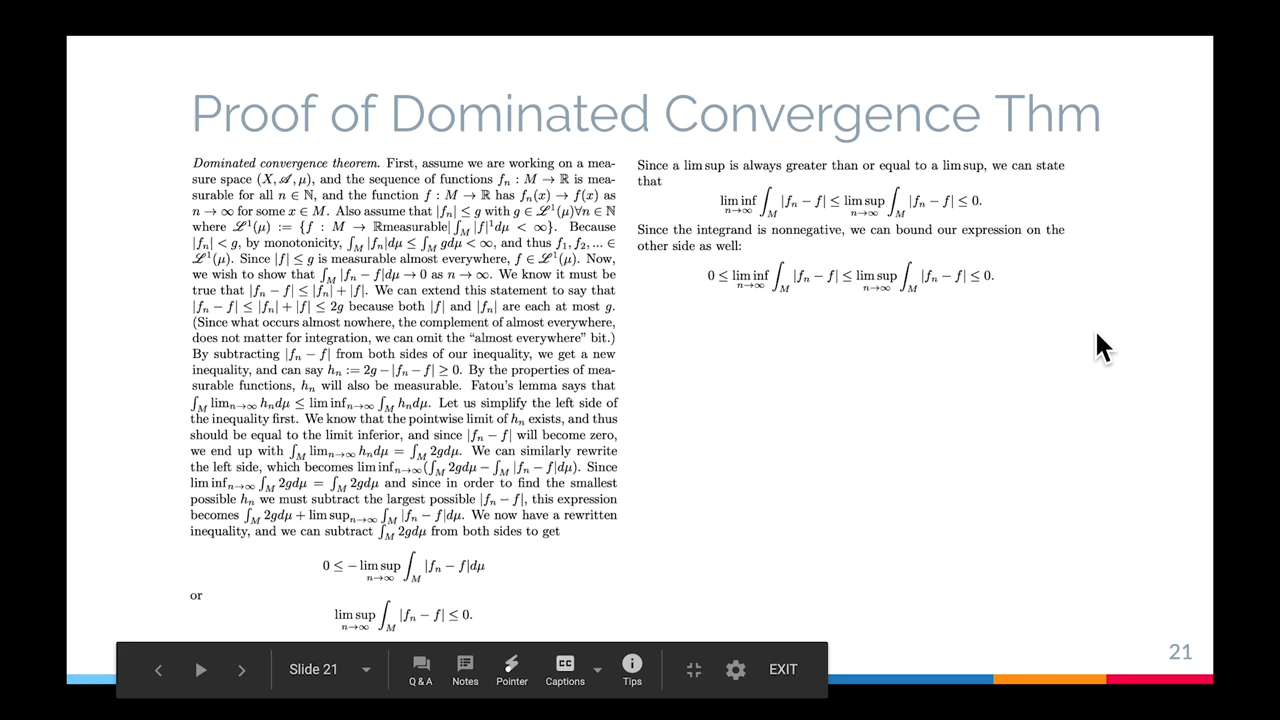 Proof of Dominated Convergence Thm
Dominated convergence theorem. First, assume we are working on a mea-
sure space (X, 𝒜, μ), and the sequence of functions fₙ : M → ℝ is mea-
surable for all n ∈ ℕ, and the function f : M → ℝ has fₙ(x) → f(x) as
n → ∞ for some x ∈ M. Also assume that |fₙ| ≤ g with g ∈ ℒ¹(μ)∀n ∈ ℕ
where ℒ¹(μ) := {f : M → ℝmeasurable| ∫_M |f|¹dμ < ∞}. Because
|fₙ| < g, by monotonicity, ∫_M |fₙ|dμ ≤ ∫_M gdμ < ∞, and thus f₁, f₂, ... ∈
ℒ¹(μ). Since |f| ≤ g is measurable almost everywhere, f ∈ ℒ¹(μ). Now,
we wish to show that ∫_M |fₙ − f|dμ → 0 as n → ∞. We know it must be
true that |fₙ − f| ≤ |fₙ| + |f|. We can extend this statement to say that
|fₙ − f| ≤ |fₙ| + |f| ≤ 2g because both |f| and |fₙ| are each at most g.
(Since what occurs almost nowhere, the complement of almost everywhere,
does not matter for integration, we can omit the “almost everywhere” bit.)
By subtracting |fₙ − f| from both sides of our inequality, we get a new
inequality, and can say hₙ := 2g − |fₙ − f| ≥ 0. By the properties of mea-
surable functions, hₙ will also be measurable. Fatou's lemma says that
∫_M limₙ→∞ hₙdμ ≤ lim infₙ→∞ ∫_M hₙdμ. Let us simplify the left side of
the inequality first. We know that the pointwise limit of hₙ exists, and thus
should be equal to the limit inferior, and since |fₙ − f| will become zero,
we end up with ∫_M limₙ→∞ hₙdμ = ∫_M 2gdμ. We can similarly rewrite
the left side, which becomes lim infₙ→∞(∫_M 2gdμ − ∫_M |fₙ − f|dμ). Since
lim infₙ→∞ ∫_M 2gdμ = ∫_M 2gdμ and since in order to find the smallest
possible hₙ we must subtract the largest possible |fₙ − f|, this expression
becomes ∫_M 2gdμ + lim supₙ→∞ ∫_M |fₙ − f|dμ. We now have a rewritten
inequality, and we can subtract ∫_M 2gdμ from both sides to get
0 ≤ − lim supₙ→∞ ∫_M |fₙ − f|dμ
or
lim supₙ→∞ ∫_M |fₙ − f| ≤ 0.
Since a lim sup is always greater than or equal to a lim sup, we can state
that
lim infₙ→∞ ∫_M |fₙ − f| ≤ lim supₙ→∞ ∫_M |fₙ − f| ≤ 0.
Since the integrand is nonnegative, we can bound our expression on the
other side as well:
0 ≤ lim infₙ→∞ ∫_M |fₙ − f| ≤ lim supₙ→∞ ∫_M |fₙ − f| ≤ 0.
21
Slide 21
Q & A
Notes
Pointer
CC
Captions
Tips
EXIT